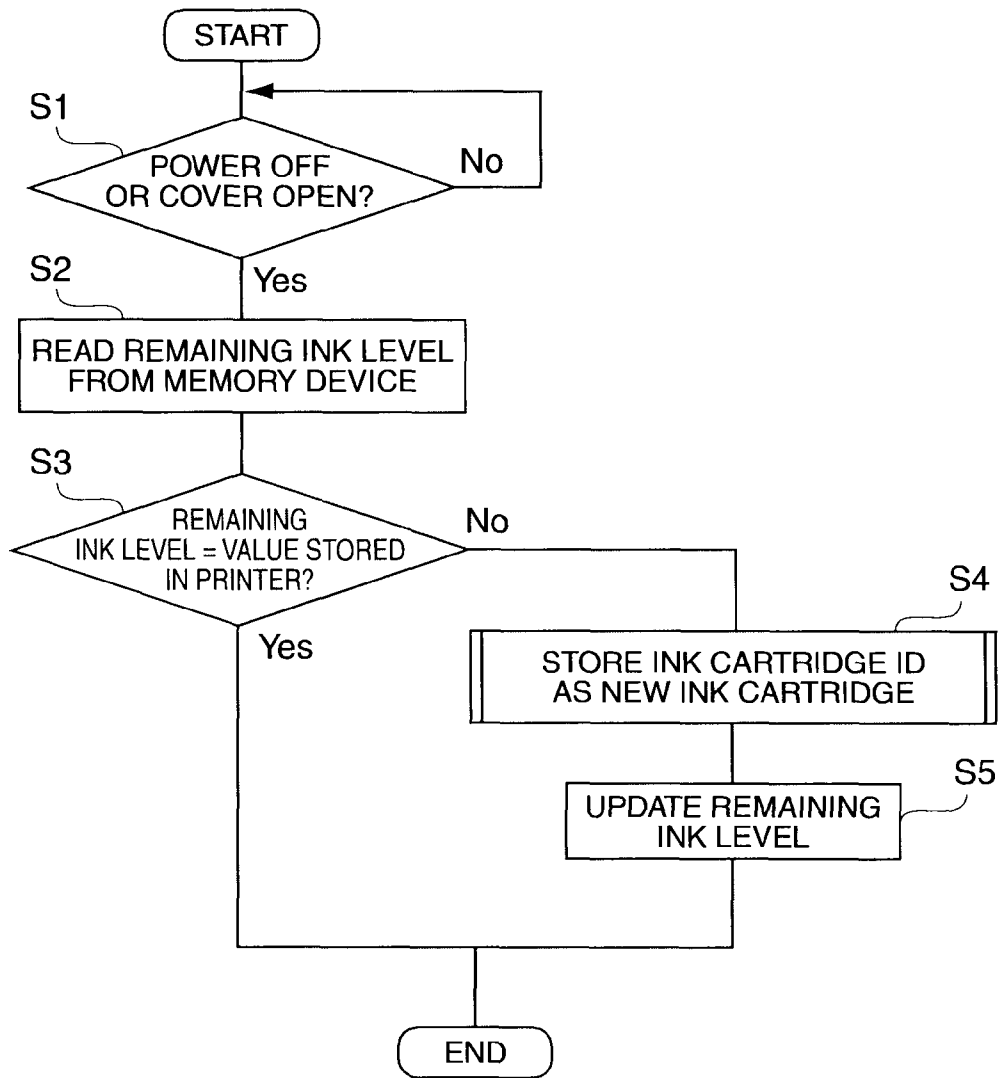 START
S1
POWER OFF
OR COVER OPEN?
No
Yes
S2
READ REMAINING INK LEVEL
FROM MEMORY DEVICE
S3
REMAINING
INK LEVEL = VALUE STORED
IN PRINTER?
No
Yes
S4
STORE INK CARTRIDGE ID
AS NEW INK CARTRIDGE
S5
UPDATE REMAINING
INK LEVEL
END